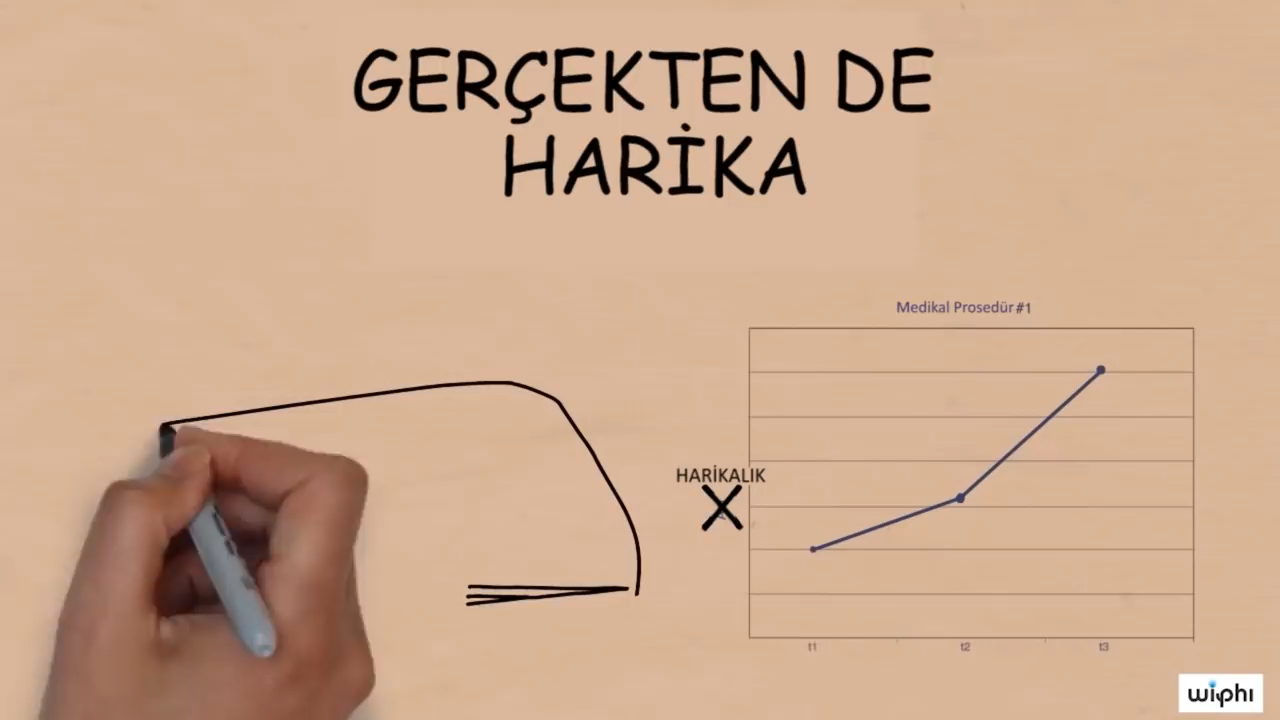 GERÇEKTEN DE
HARİKA
Medikal Prosedür #1
HARİKALIK
X
t1 t2 t3
wiphi